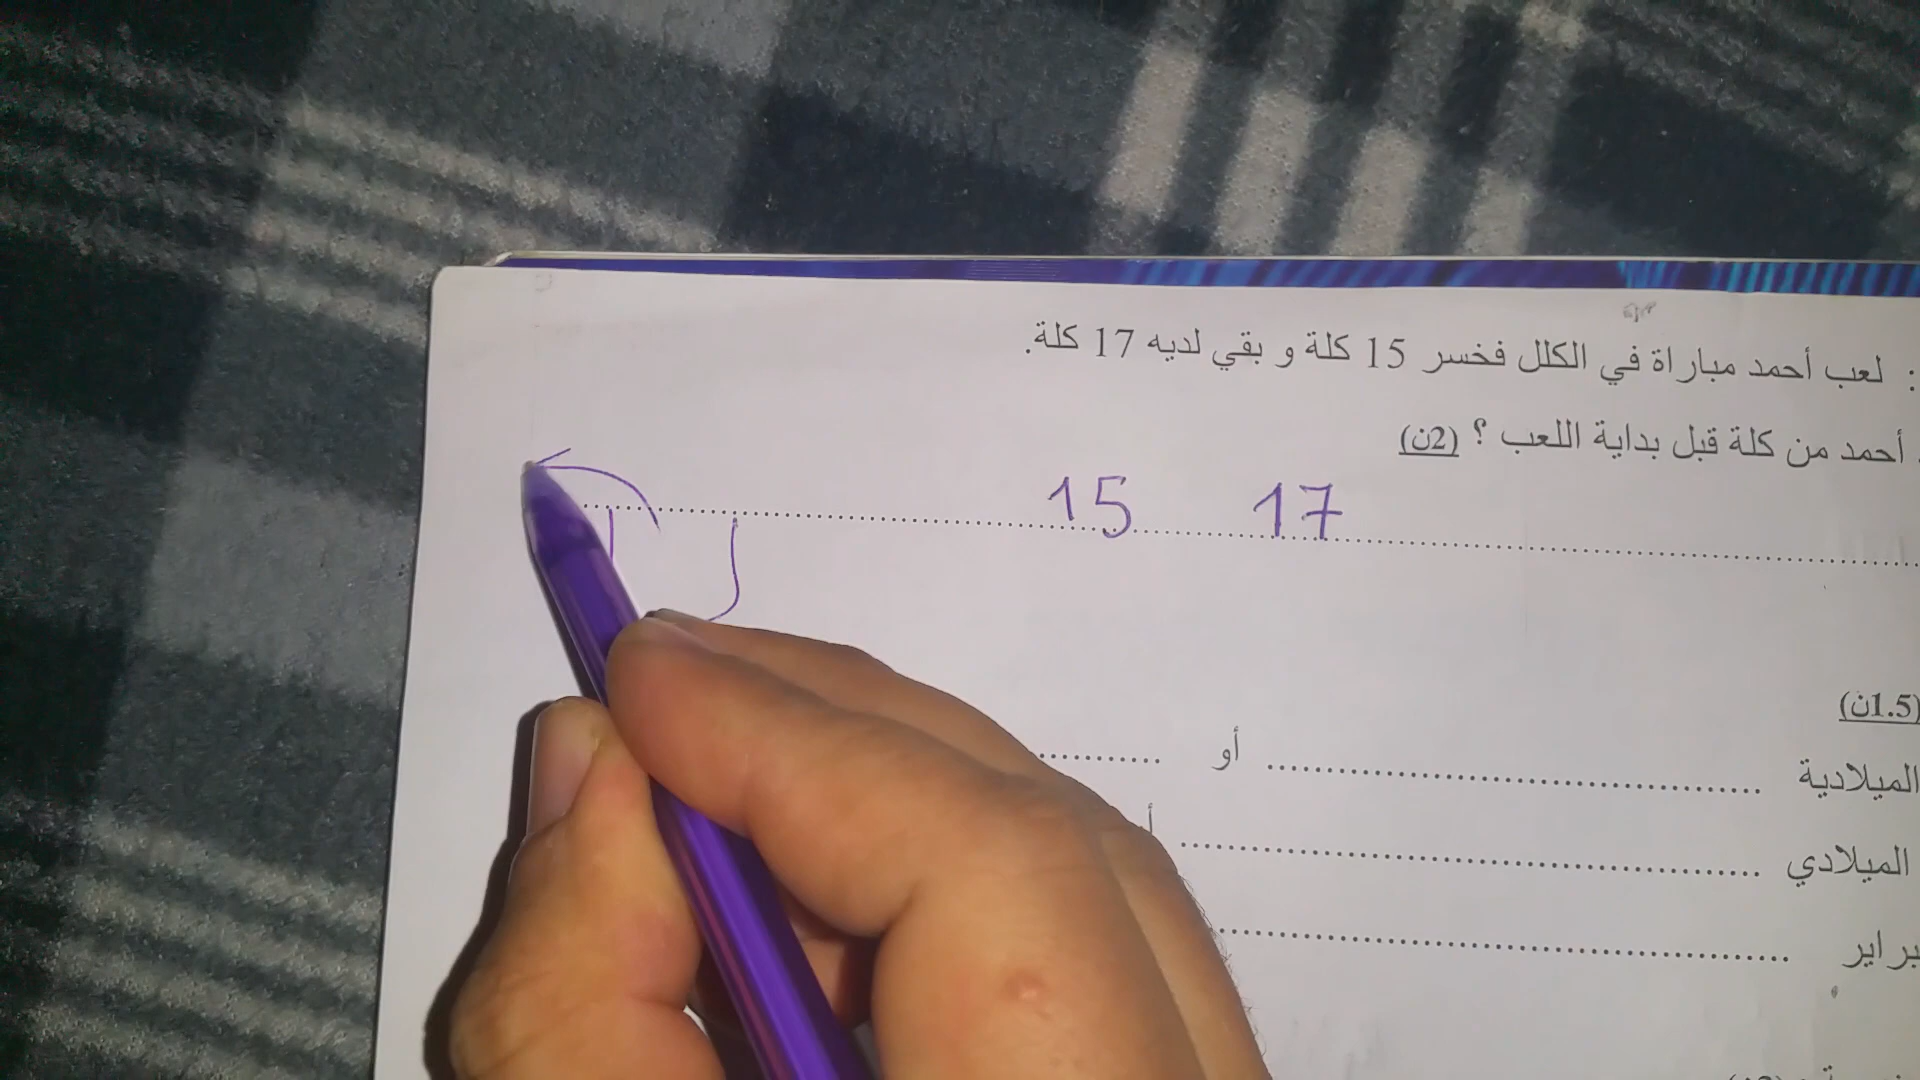 : لعب أحمد مباراة في الكلل فخسر 15 كلة و بقي لديه 17 كلة.
أحمد من كلة قبل بداية اللعب ؟ (2ن)
17 15
(1.5ن)
الميلادية .................... أو ..........
الميلادي ....................
براير ....................